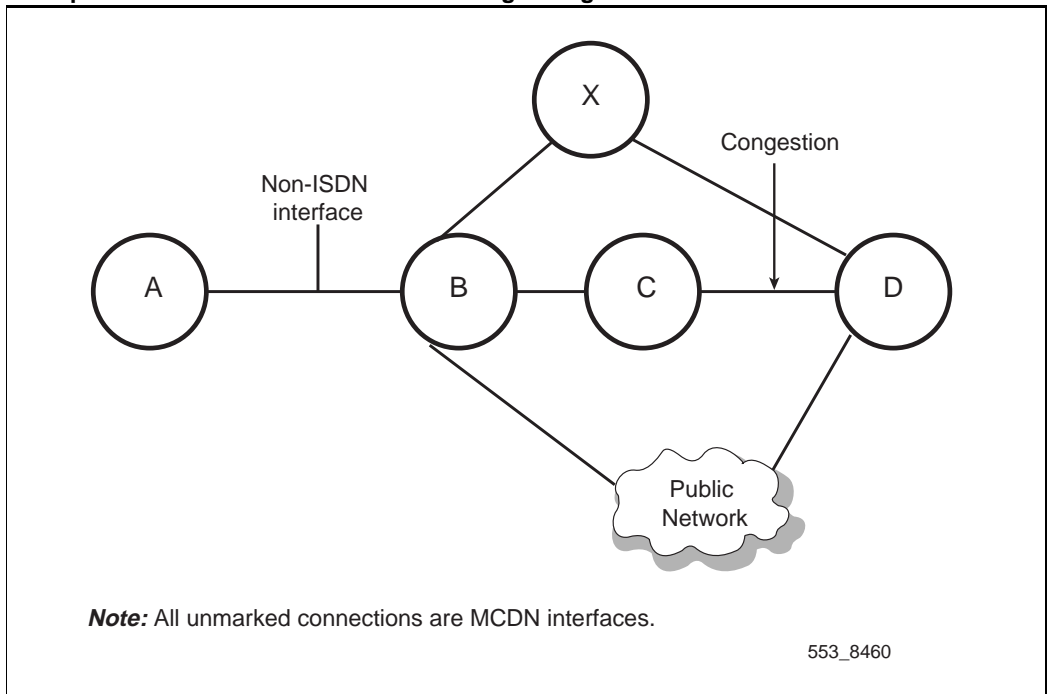 X
Congestion
Non-ISDN
interface
A
B
C
D
Public
Network
Note: All unmarked connections are MCDN interfaces.
553_8460